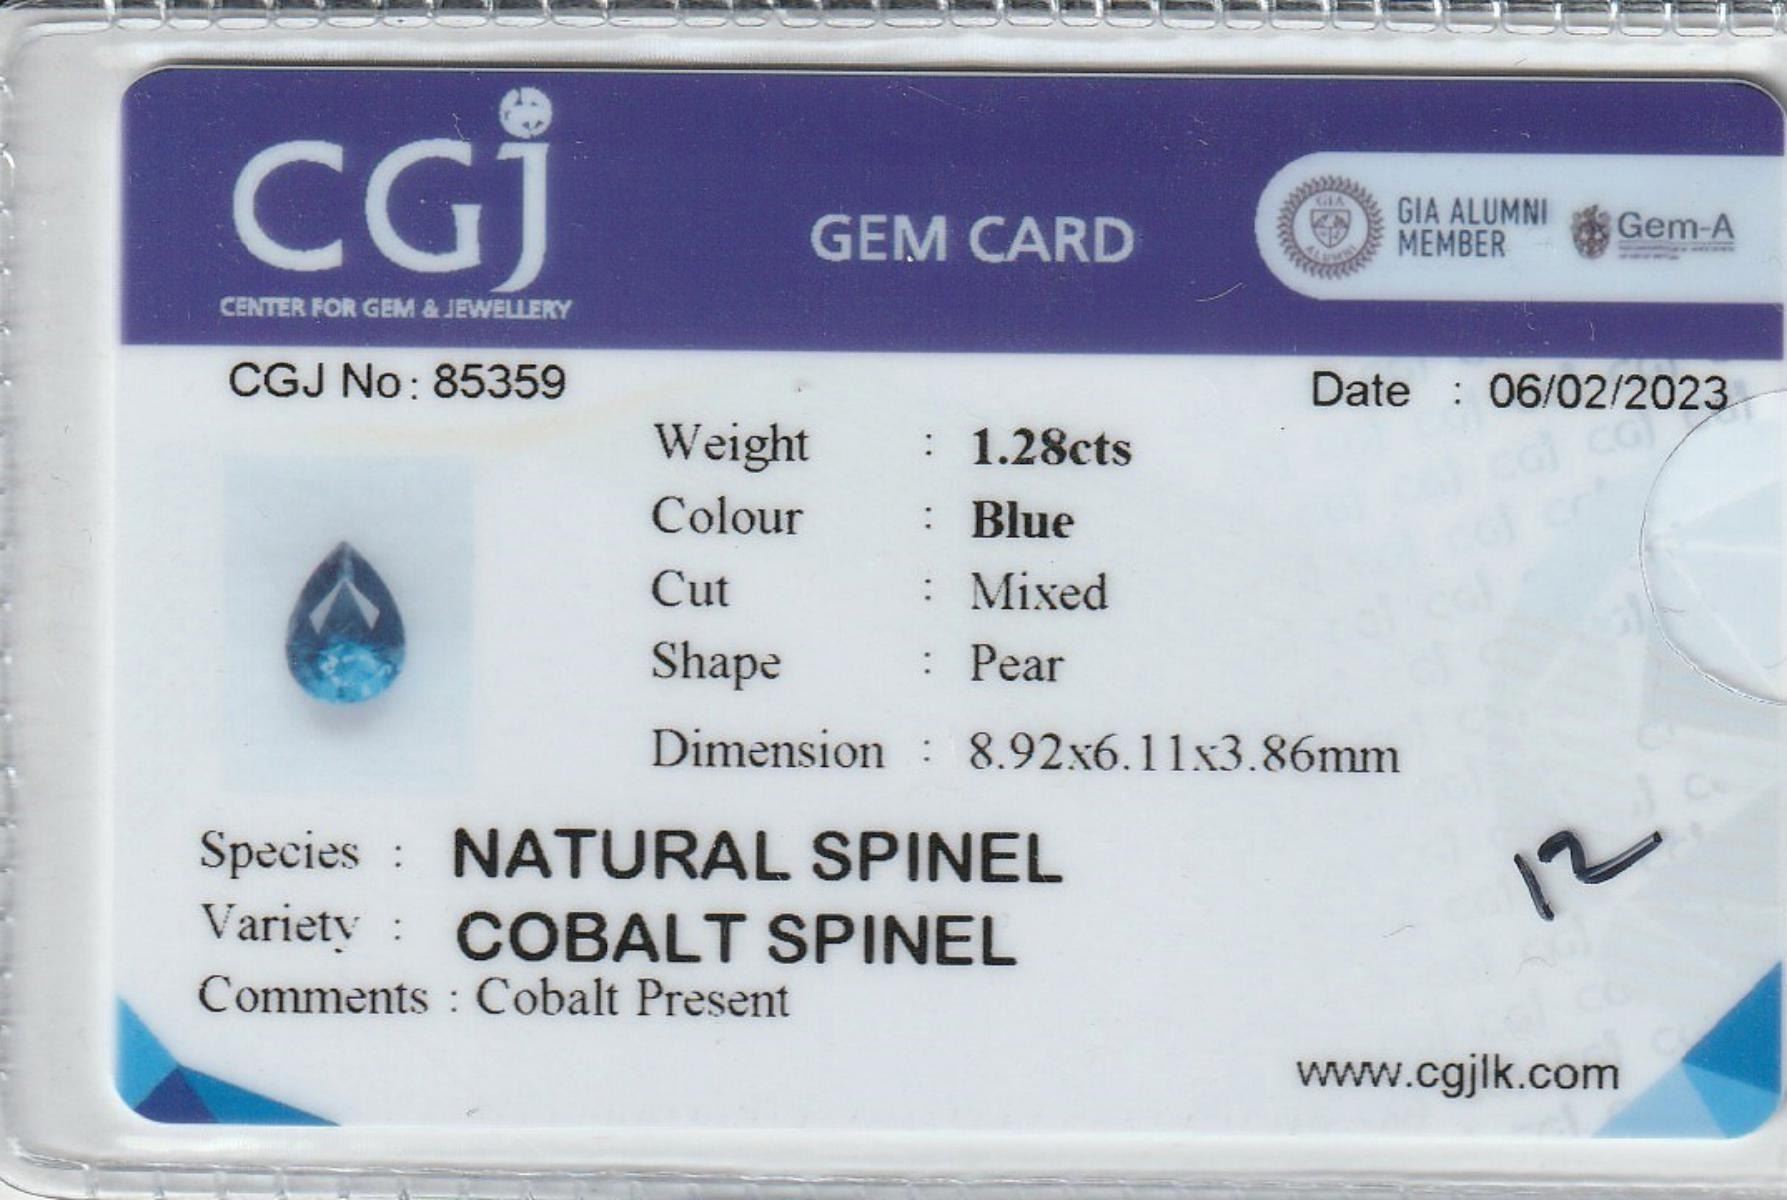 CGJ
CENTER FOR GEM & JEWELLERY
GEM CARD
GIA
ALUMNI
GIA ALUMNI
MEMBER
Gem-A
CGJ No : 85359
Date : 06/02/2023
Weight : 1.28cts
Colour : Blue
Cut : Mixed
Shape : Pear
Dimension : 8.92x6.11x3.86mm
Species : NATURAL SPINEL
Variety : COBALT SPINEL
Comments : Cobalt Present
12
www.cgjlk.com